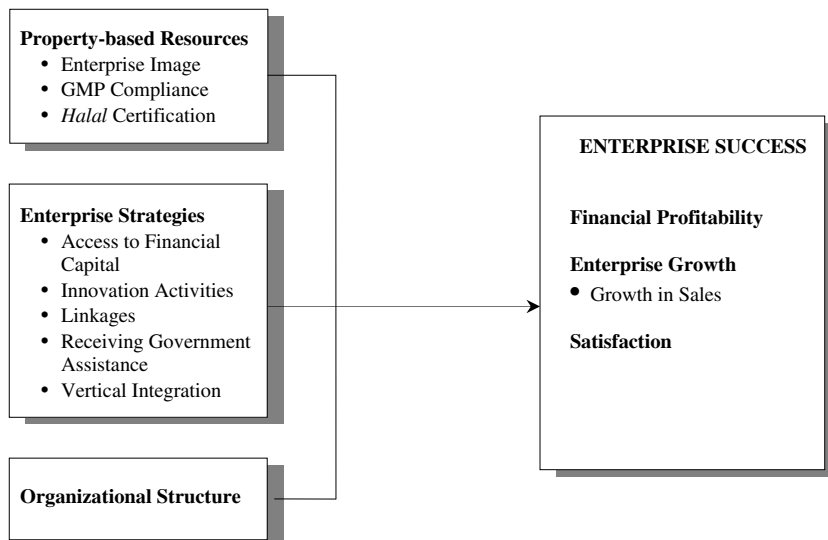 Property-based Resources
• Enterprise Image
• GMP Compliance
• Halal Certification
Enterprise Strategies
• Access to Financial
Capital
• Innovation Activities
• Linkages
• Receiving Government
Assistance
• Vertical Integration
Organizational Structure
ENTERPRISE SUCCESS
Financial Profitability
Enterprise Growth
• Growth in Sales
Satisfaction